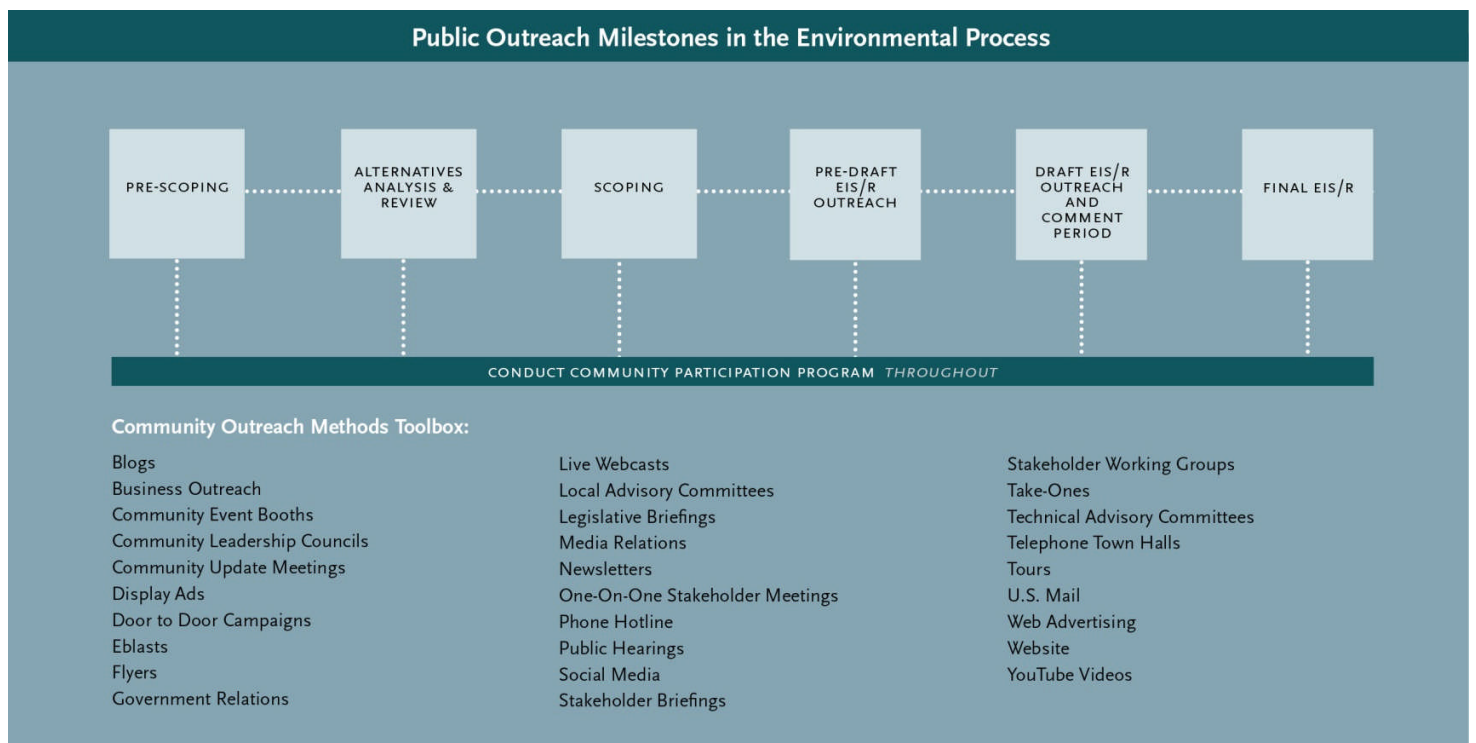 Public Outreach Milestones in the Environmental Process
PRE-SCOPING
ALTERNATIVES
ANALYSIS &
REVIEW
SCOPING
PRE-DRAFT
EIS/R
OUTREACH
DRAFT EIS/R
OUTREACH
AND
COMMENT
PERIOD
FINAL EIS/R
CONDUCT COMMUNITY PARTICIPATION PROGRAM THROUGHOUT
Community Outreach Methods Toolbox:
Blogs
Business Outreach
Community Event Booths
Community Leadership Councils
Community Update Meetings
Display Ads
Door to Door Campaigns
Eblasts
Flyers
Government Relations
Live Webcasts
Local Advisory Committees
Legislative Briefings
Media Relations
Newsletters
One-On-One Stakeholder Meetings
Phone Hotline
Public Hearings
Social Media
Stakeholder Briefings
Stakeholder Working Groups
Take-Ones
Technical Advisory Committees
Telephone Town Halls
Tours
U.S. Mail
Web Advertising
Website
YouTube Videos